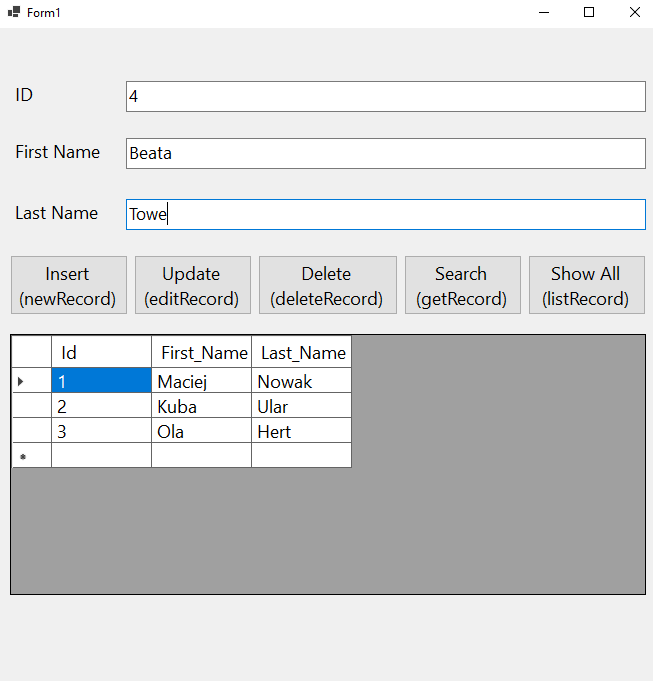 Form1
ID 4
First Name Beata
Last Name Towe
Insert Update Delete Search Show All
(newRecord) (editRecord) (deleteRecord) (getRecord) (listRecord)
Id First_Name Last_Name
1 Maciej Nowak
2 Kuba Ular
3 Ola Hert